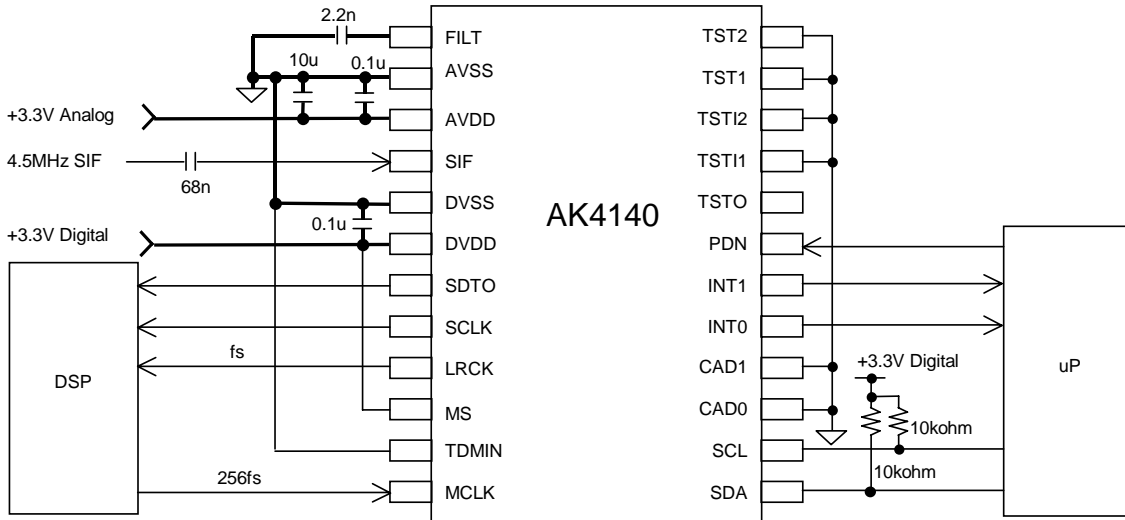 2.2n
FILT
TST2
10u
0.1u
AVSS
TST1
+3.3V Analog
AVDD
TSTI2
4.5MHz SIF
SIF
TSTI1
68n
DVSS
TSTO
AK4140
0.1u
+3.3V Digital
DVDD
PDN
SDTO
INT1
SCLK
INT0
fs
LRCK
CAD1
+3.3V Digital
DSP
uP
MS
CAD0
10kohm
TDMIN
SCL
10kohm
256fs
MCLK
SDA